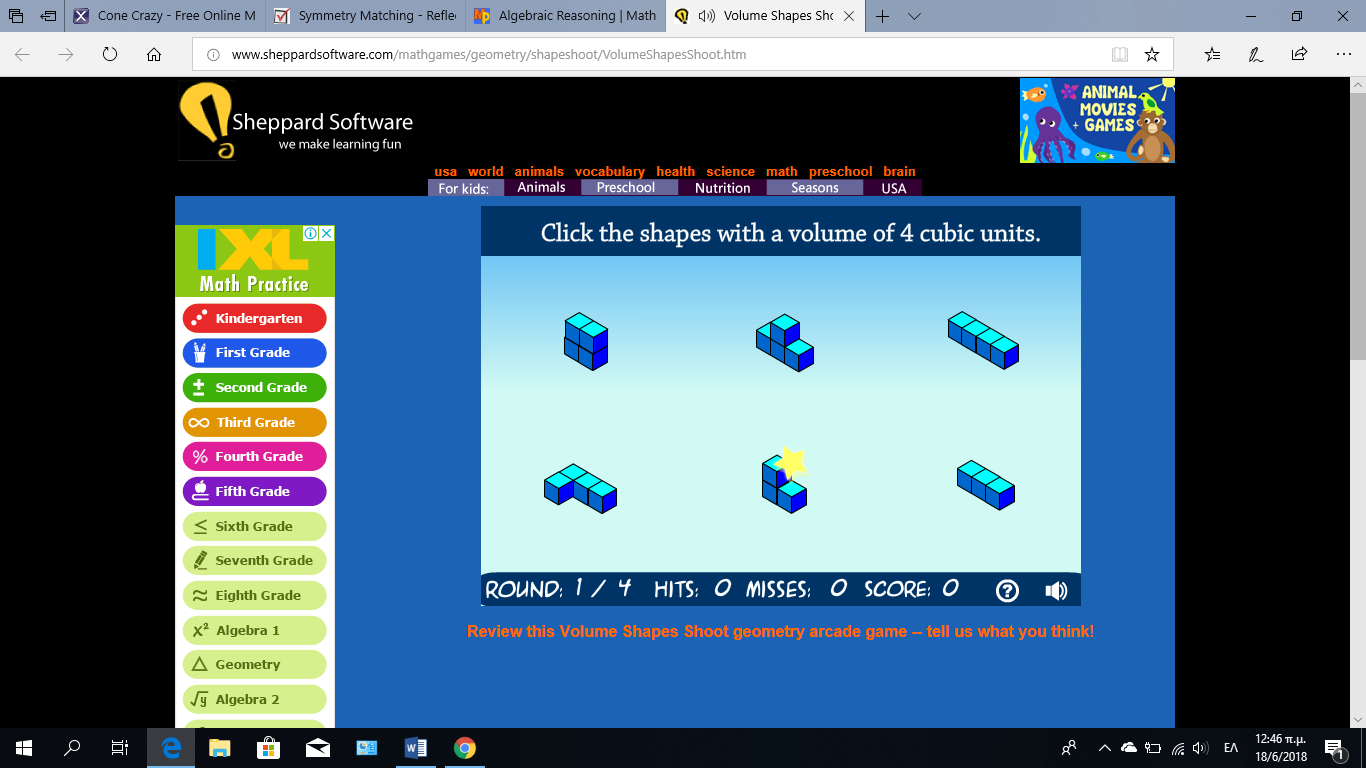 Cone Crazy - Free Online M
Symmetry Matching - Refle
Algebraic Reasoning | Math
Volume Shapes Sho
www.sheppardsoftware.com/mathgames/geometry/shapeshoot/VolumeShapesShoot.htm
Sheppard Software
we make learning fun
ANIMAL
MOVIES
+ GAMES
usa world animals vocabulary health science math preschool brain
For kids: Animals Preschool Nutrition Seasons USA
IXL
Math Practice
Kindergarten
First Grade
Second Grade
Third Grade
Fourth Grade
Fifth Grade
Sixth Grade
Seventh Grade
Eighth Grade
x² Algebra 1
Geometry
√y Algebra 2
Click the shapes with a volume of 4 cubic units.
ROUND: 1 / 4 HITS: 0 MISSES: 0 SCORE: 0
Review this Volume Shapes Shoot geometry arcade game -- tell us what you think!
ΕΛ
12:46 π.μ.
18/6/2018
1